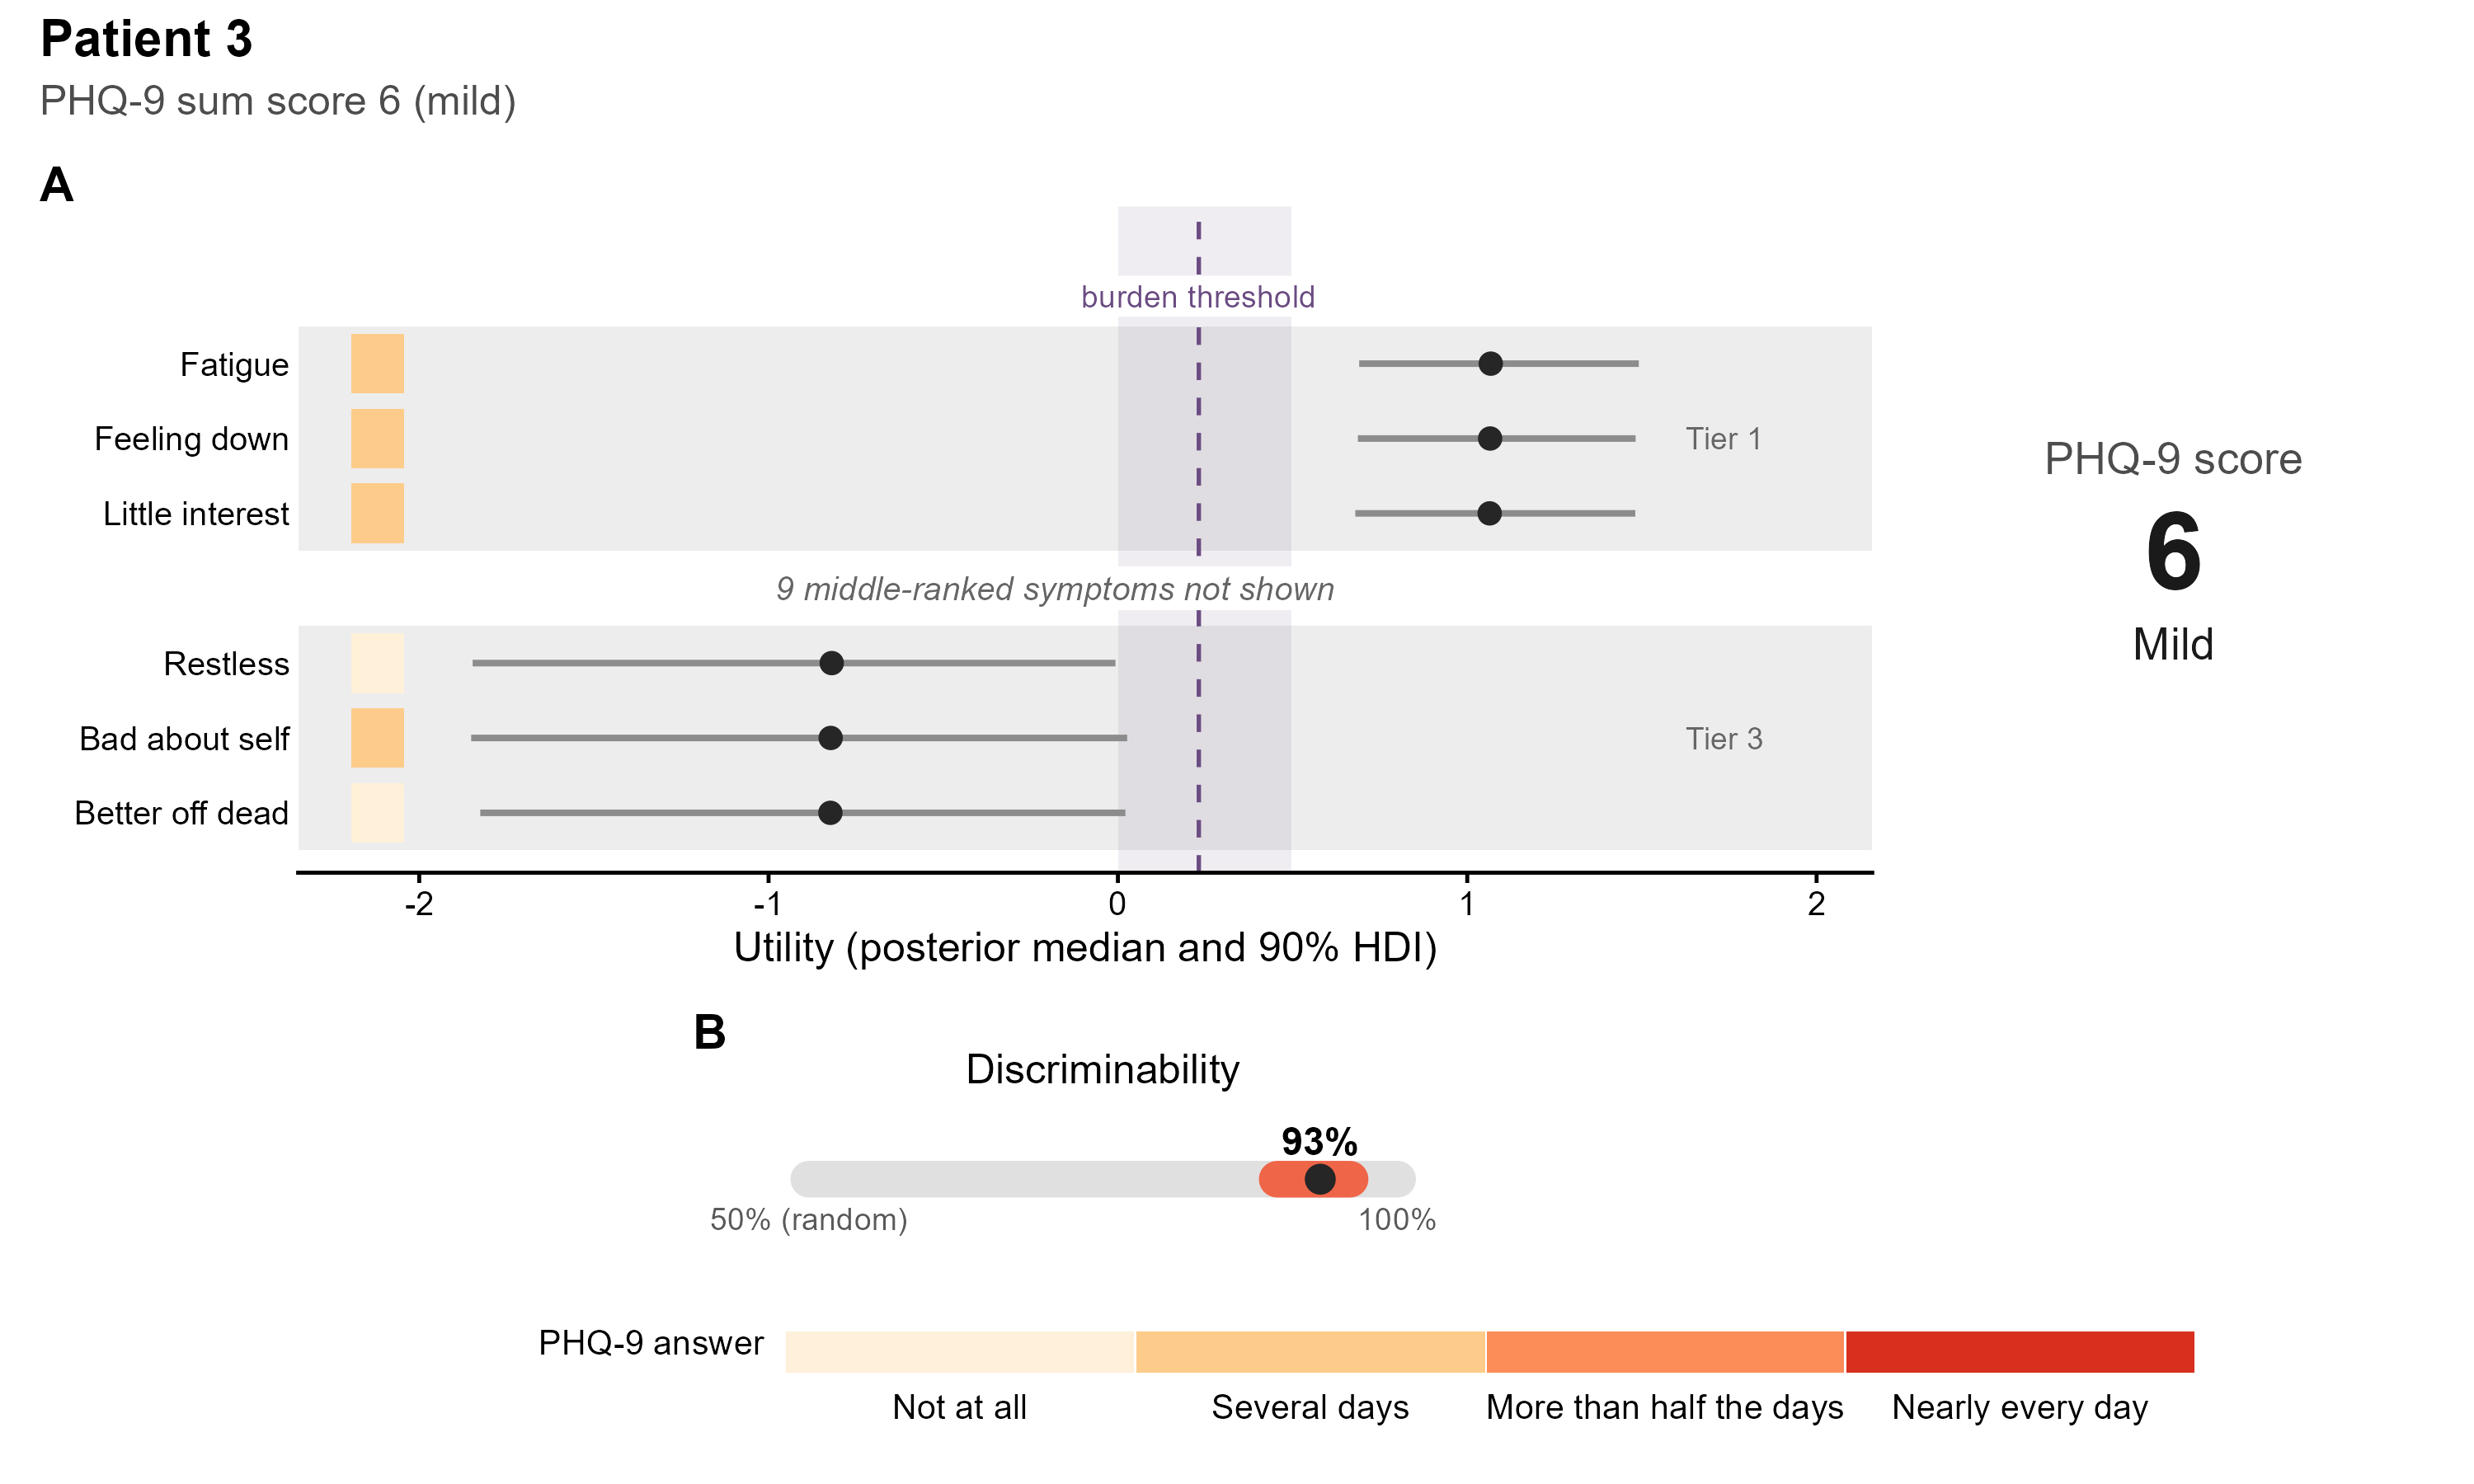 Patient 3
PHQ-9 sum score 6 (mild)
A
burden threshold
Fatigue
Feeling down
Little interest
Tier 1
9 middle-ranked symptoms not shown
Restless
Bad about self
Better off dead
Tier 3
-2 -1 0 1 2
Utility (posterior median and 90% HDI)
PHQ-9 score
6
Mild
B
Discriminability
93%
50% (random) 100%
PHQ-9 answer
Not at all Several days More than half the days Nearly every day